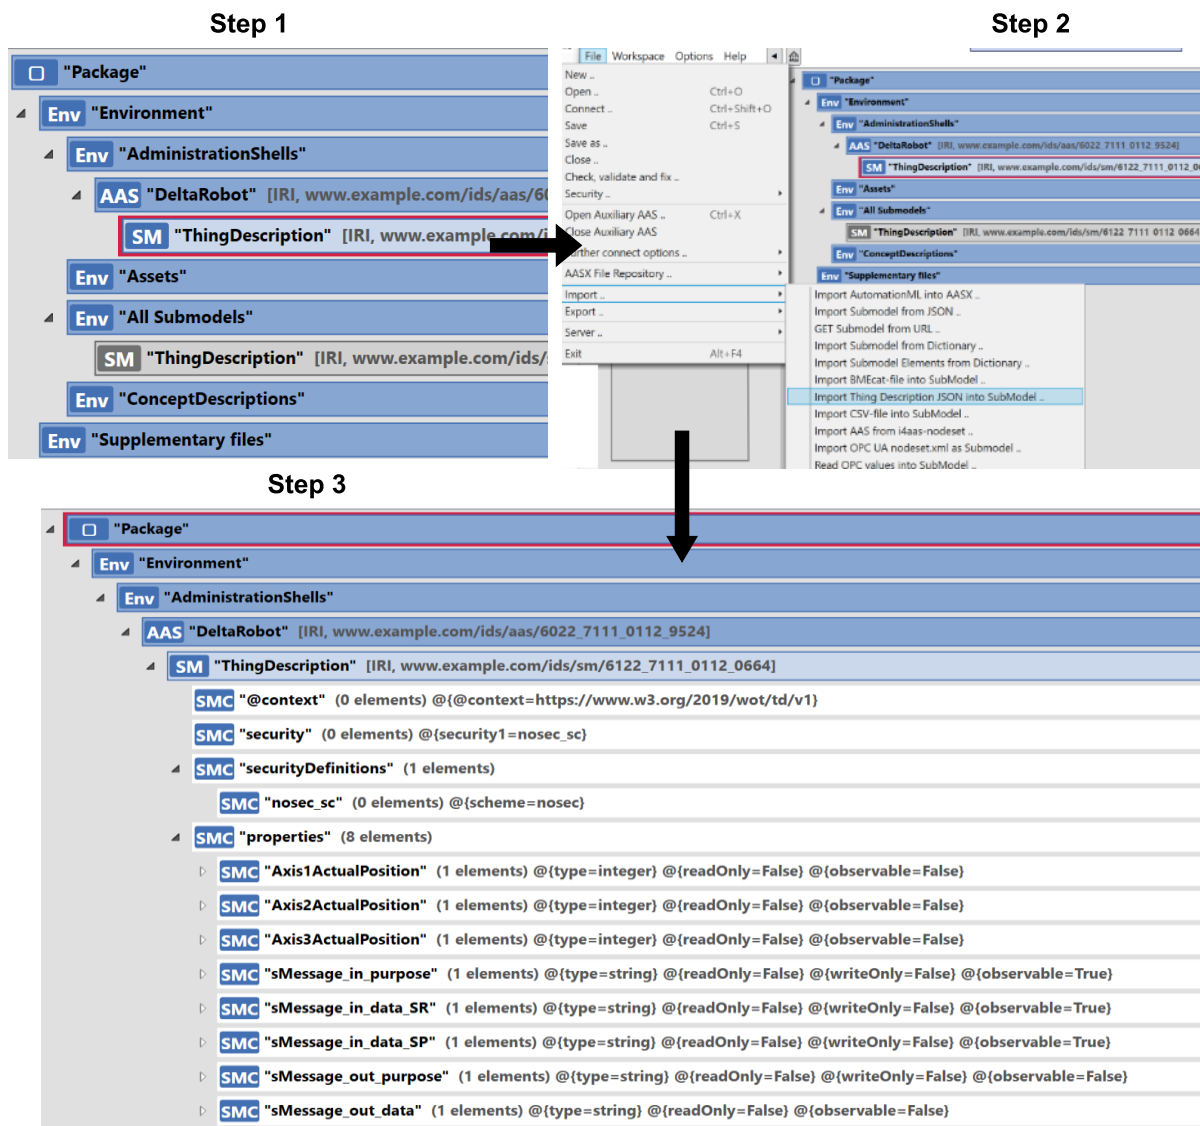 Step 1
"Package"
Env "Environment"
Env "AdministrationShells"
AAS "DeltaRobot" [IRI, www.example.com/ids/aas/60
SM "ThingDescription" [IRI, www.example.com/i
Env "Assets"
Env "All Submodels"
SM "ThingDescription" [IRI, www.example.com/ids/
Env "ConceptDescriptions"
Env "Supplementary files"
Step 2
File Workspace Options Help
New ..
Open .. Ctrl+O
Connect .. Ctrl+Shift+O
Save Ctrl+S
Save as ..
Close ..
Check, validate and fix ..
Security ..
Open Auxiliary AAS .. Ctrl+X
Close Auxiliary AAS
urther connect options ..
AASX File Repository ..
Import ..
Export ..
Server ..
Exit Alt+F4
"Package"
Env "Environment"
Env "AdministrationShells"
AAS "DeltaRobot" [IRI, www.example.com/ids/aas/6022_7111_0112_9524]
SM "ThingDescription" [IRI, www.example.com/ids/sm/6122_7111_0112_0
Env "Assets"
Env "All Submodels"
SM "ThingDescription" [IRI, www.example.com/ids/sm/6122_7111_0112_0664
Env "ConceptDescriptions"
Env "Supplementary files"
Import AutomationML into AASX ..
Import Submodel from JSON ..
GET Submodel from URL ..
Import Submodel from Dictionary ..
Import Submodel Elements from Dictionary ..
Import BMEcat-file into SubModel ..
Import Thing Description JSON into SubModel ..
Import CSV-file into SubModel ..
Import AAS from i4aas-nodeset ..
Import OPC UA nodeset.xml as Submodel ..
Read OPC values into SubModel ..
Step 3
"Package"
Env "Environment"
Env "AdministrationShells"
AAS "DeltaRobot" [IRI, www.example.com/ids/aas/6022_7111_0112_9524]
SM "ThingDescription" [IRI, www.example.com/ids/sm/6122_7111_0112_0664]
SMC "@context" (0 elements) @{@context=https://www.w3.org/2019/wot/td/v1}
SMC "security" (0 elements) @{security1=nosec_sc}
SMC "securityDefinitions" (1 elements)
SMC "nosec_sc" (0 elements) @{scheme=nosec}
SMC "properties" (8 elements)
SMC "Axis1ActualPosition" (1 elements) @{type=integer} @{readOnly=False} @{observable=False}
SMC "Axis2ActualPosition" (1 elements) @{type=integer} @{readOnly=False} @{observable=False}
SMC "Axis3ActualPosition" (1 elements) @{type=integer} @{readOnly=False} @{observable=False}
SMC "sMessage_in_purpose" (1 elements) @{type=string} @{readOnly=False} @{writeOnly=False} @{observable=True}
SMC "sMessage_in_data_SR" (1 elements) @{type=string} @{readOnly=False} @{writeOnly=False} @{observable=True}
SMC "sMessage_in_data_SP" (1 elements) @{type=string} @{readOnly=False} @{writeOnly=False} @{observable=True}
SMC "sMessage_out_purpose" (1 elements) @{type=string} @{readOnly=False} @{writeOnly=False} @{observable=False}
SMC "sMessage_out_data" (1 elements) @{type=string} @{readOnly=False} @{observable=False}